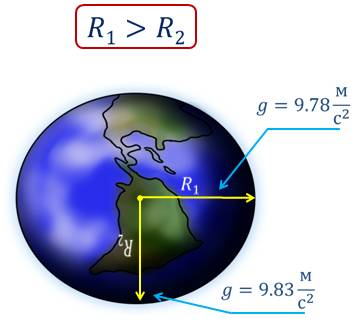 R₁ > R₂
g = 9.78 м/с²
R₁
R₂
g = 9.83 м/с²